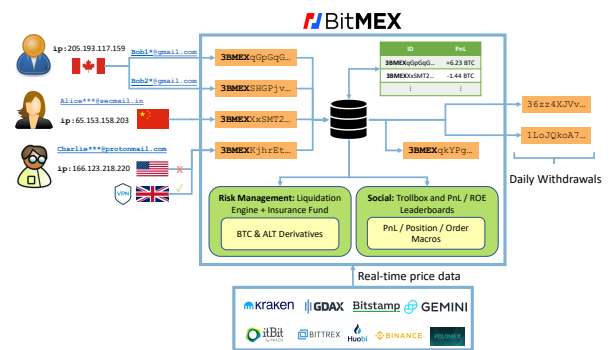 BitMEX
ip:205.193.117.159
Bob1*@gmail.com
Bob2*@gmail.com
Alice***@secmail.in
ip:65.153.158.203
Charlie***@protonmail.com
ip:166.123.218.220
VPN
3BMEXqGpGqG…
3BMEXSHGPjv…
3BMEXXxSMT2…
3BMEXKjhrEt…
ID PnL
3BMEXqGpGqG… +6.23 BTC
3BMEXXxSMT2… -1.44 BTC
⋮ ⋮
3BMEXqkYPg…
36zz4XJVv…
1LoJQkoA7…
Daily Withdrawals
Risk Management: Liquidation
Engine + Insurance Fund
BTC & ALT Derivatives
Social: Trollbox and PnL / ROE
Leaderboards
PnL / Position / Order
Macros
Real-time price data
kraken
GDAX
Bitstamp
GEMINI
itBit
BITTREX
Huobi
BINANCE
POLONIEX